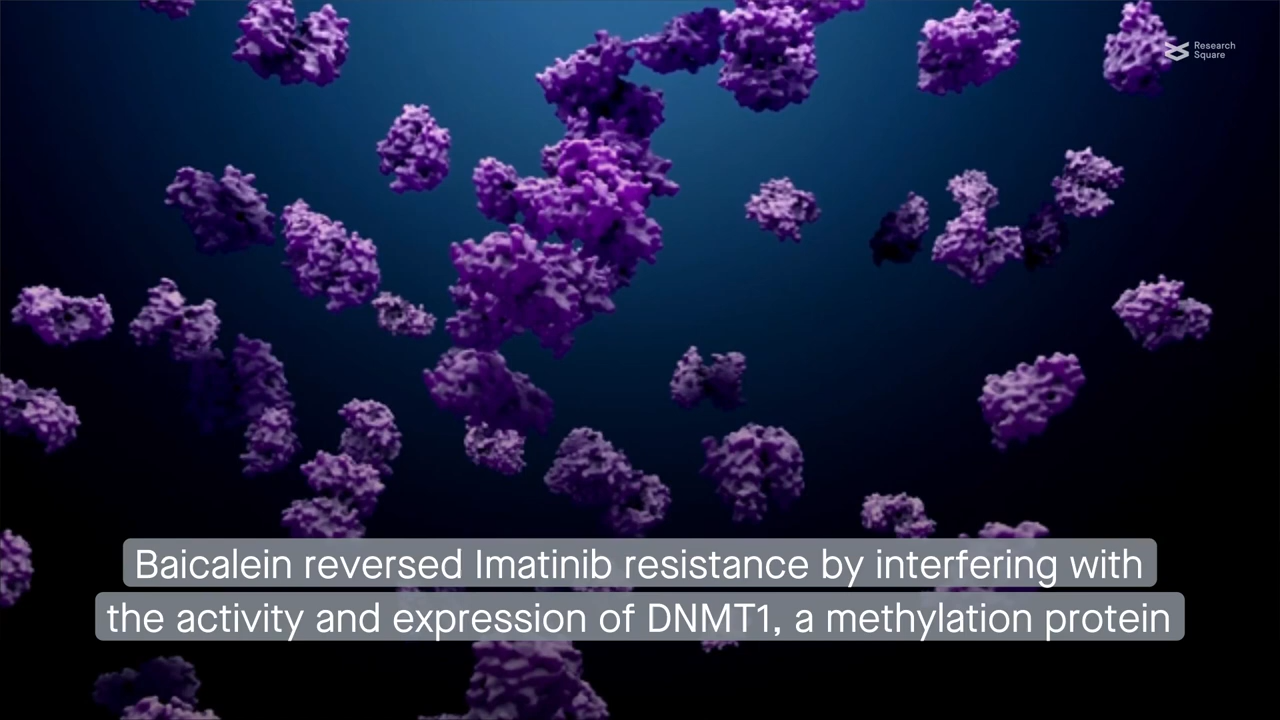 Research
Square
Baicalein reversed Imatinib resistance by interfering with
the activity and expression of DNMT1, a methylation protein